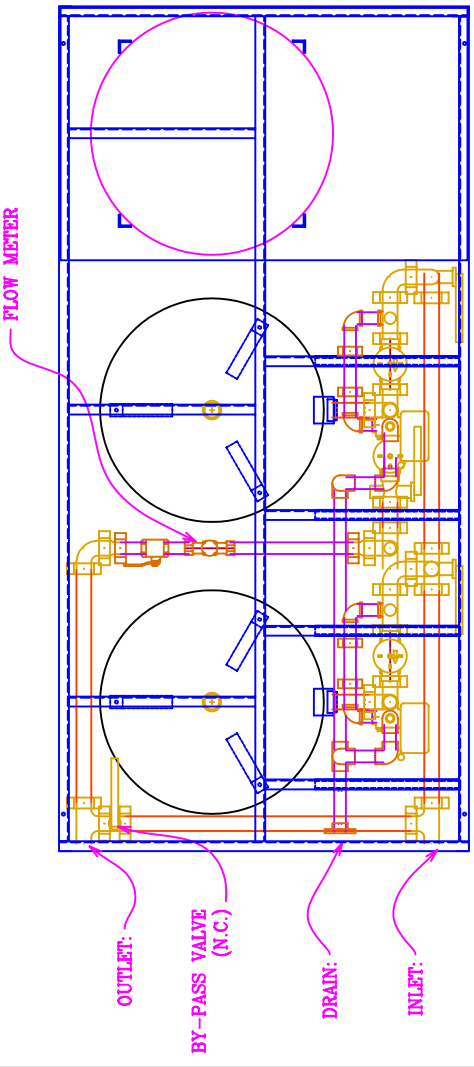 FLOW METER
OUTLET:
BY-PASS VALVE
(N.C.)
DRAIN:
INLET: